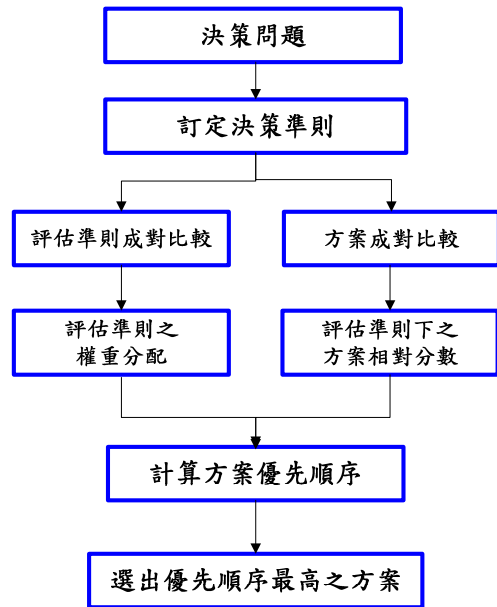 決策問題
訂定決策準則
評估準則成對比較
方案成對比較
評估準則之
權重分配
評估準則下之
方案相對分數
計算方案優先順序
選出優先順序最高之方案